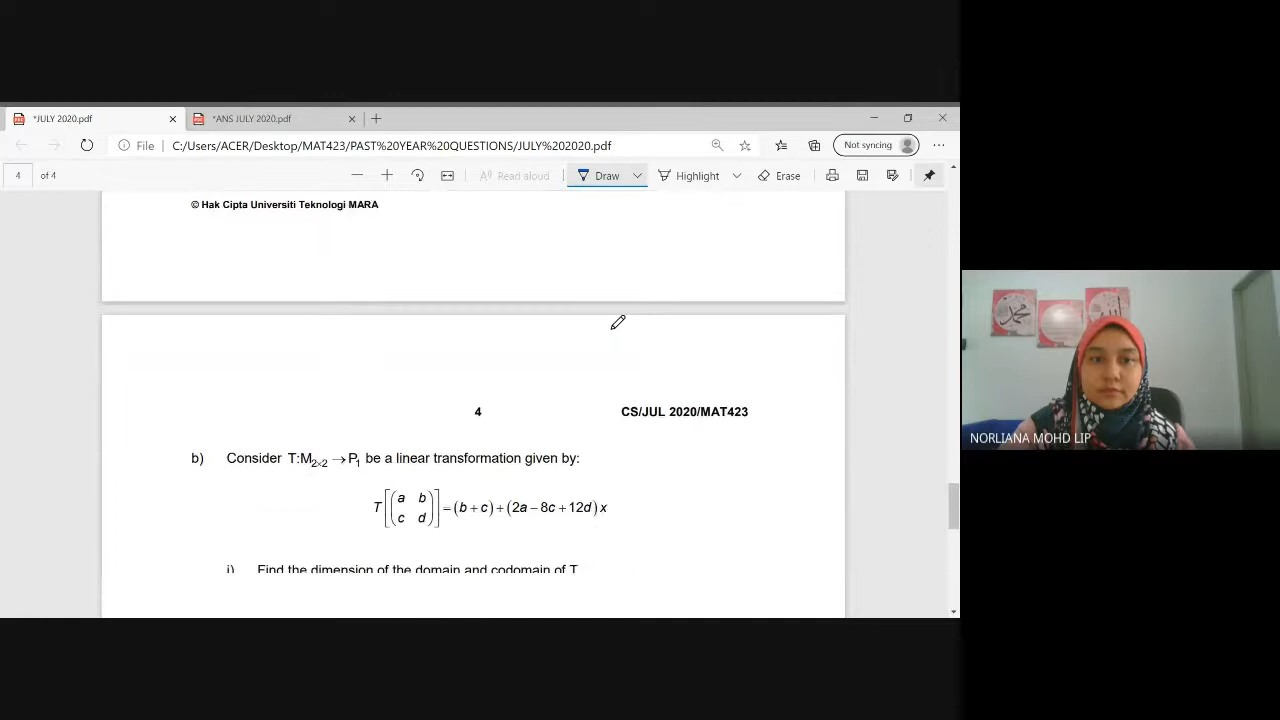 *JULY 2020.pdf
*ANS JULY 2020.pdf
File | C:/Users/ACER/Desktop/MAT423/PAST%20YEAR%20QUESTIONS/JULY%202020.pdf
Not syncing
4 of 4
Read aloud
Draw
Highlight
Erase
© Hak Cipta Universiti Teknologi MARA
4 CS/JUL 2020/MAT423
b) Consider T:M₂ₓ₂ → P₁ be a linear transformation given by:
T[(a b
c d)] = (b + c) + (2a − 8c + 12d) x
i) Find the dimension of the domain and codomain of T
NORLIANA MOHD LIP